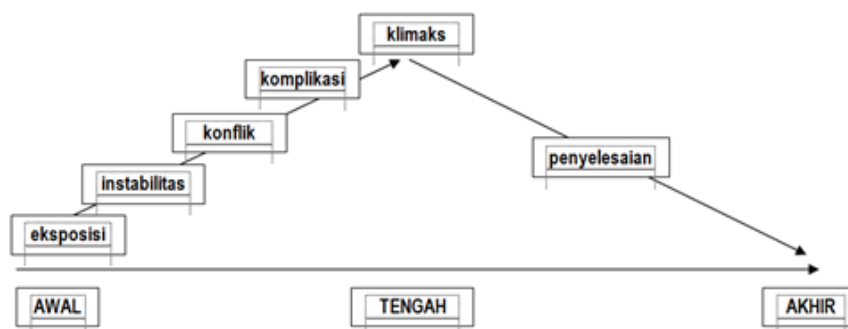 klimaks
komplikasi
konflik
penyelesaian
instabilitas
eksposisi
AWAL
TENGAH
AKHIR